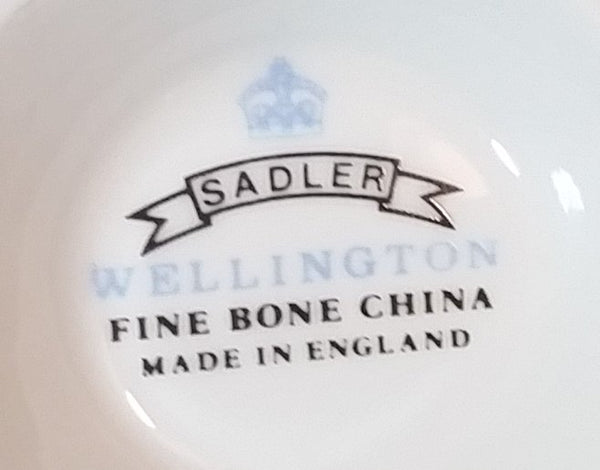 SADLER
WELLINGTON
FINE BONE CHINA
MADE IN ENGLAND